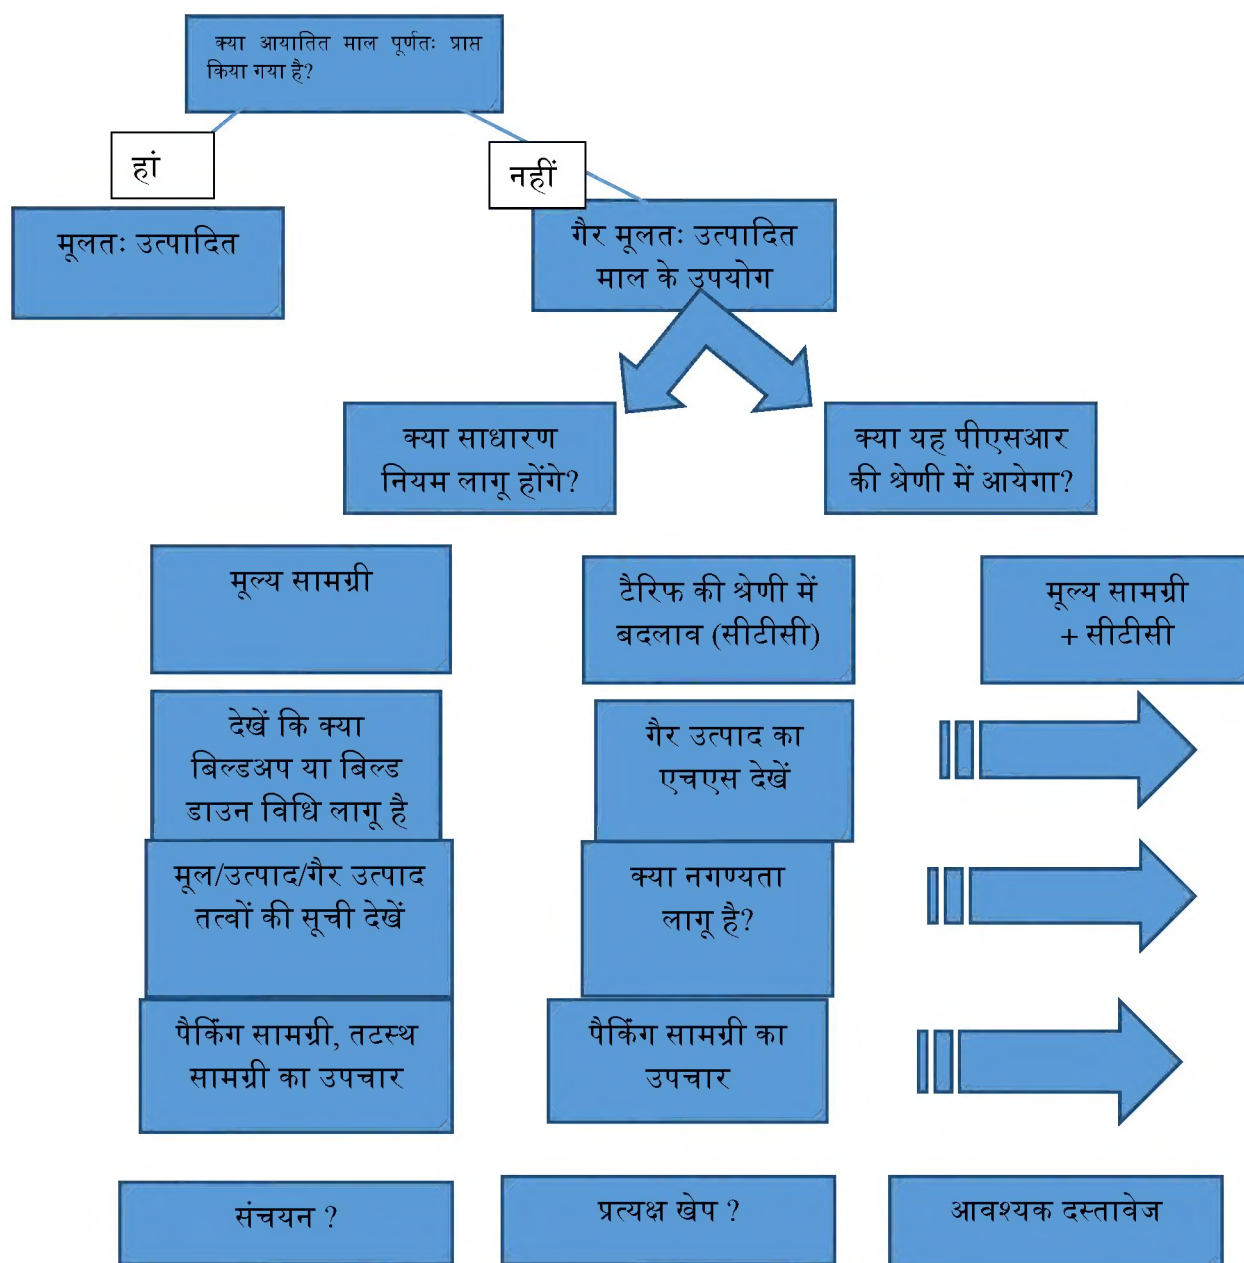 क्या आयातित माल पूर्णतः प्राप्त
किया गया है?
हां
नहीं
मूलतः उत्पादित
गैर मूलतः उत्पादित
माल के उपयोग
क्या साधारण
नियम लागू होंगे?
क्या यह पीएसआर
की श्रेणी में आयेगा?
मूल्य सामग्री
टैरिफ की श्रेणी में
बदलाव (सीटीसी)
मूल्य सामग्री
+ सीटीसी
देखें कि क्या
बिल्डअप या बिल्ड
डाउन विधि लागू है
गैर उत्पाद का
एचएस देखें
मूल/उत्पाद/गैर उत्पाद
तत्वों की सूची देखें
क्या नगण्यता
लागू है?
पैकिंग सामग्री, तटस्थ
सामग्री का उपचार
पैकिंग सामग्री का
उपचार
संचयन ?
प्रत्यक्ष खेप ?
आवश्यक दस्तावेज